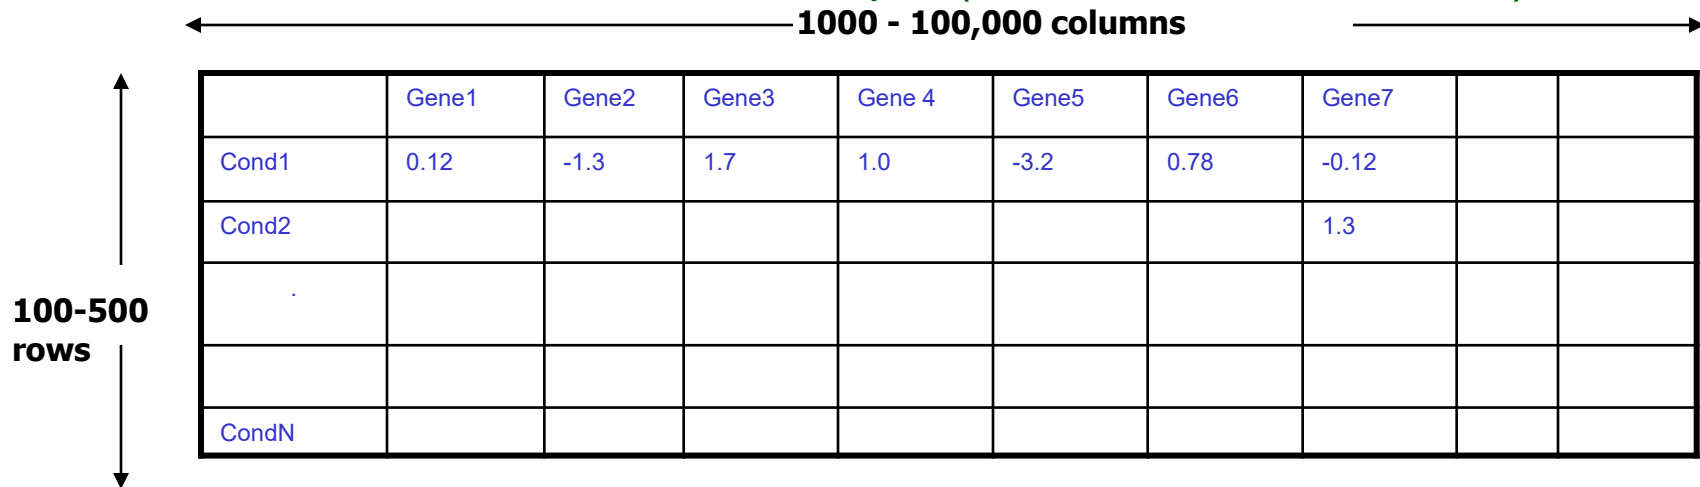 1000 - 100,000 columns
Gene1 Gene2 Gene3 Gene 4 Gene5 Gene6 Gene7
Cond1 0.12 -1.3 1.7 1.0 -3.2 0.78 -0.12
Cond2 1.3
.
100-500
rows
CondN